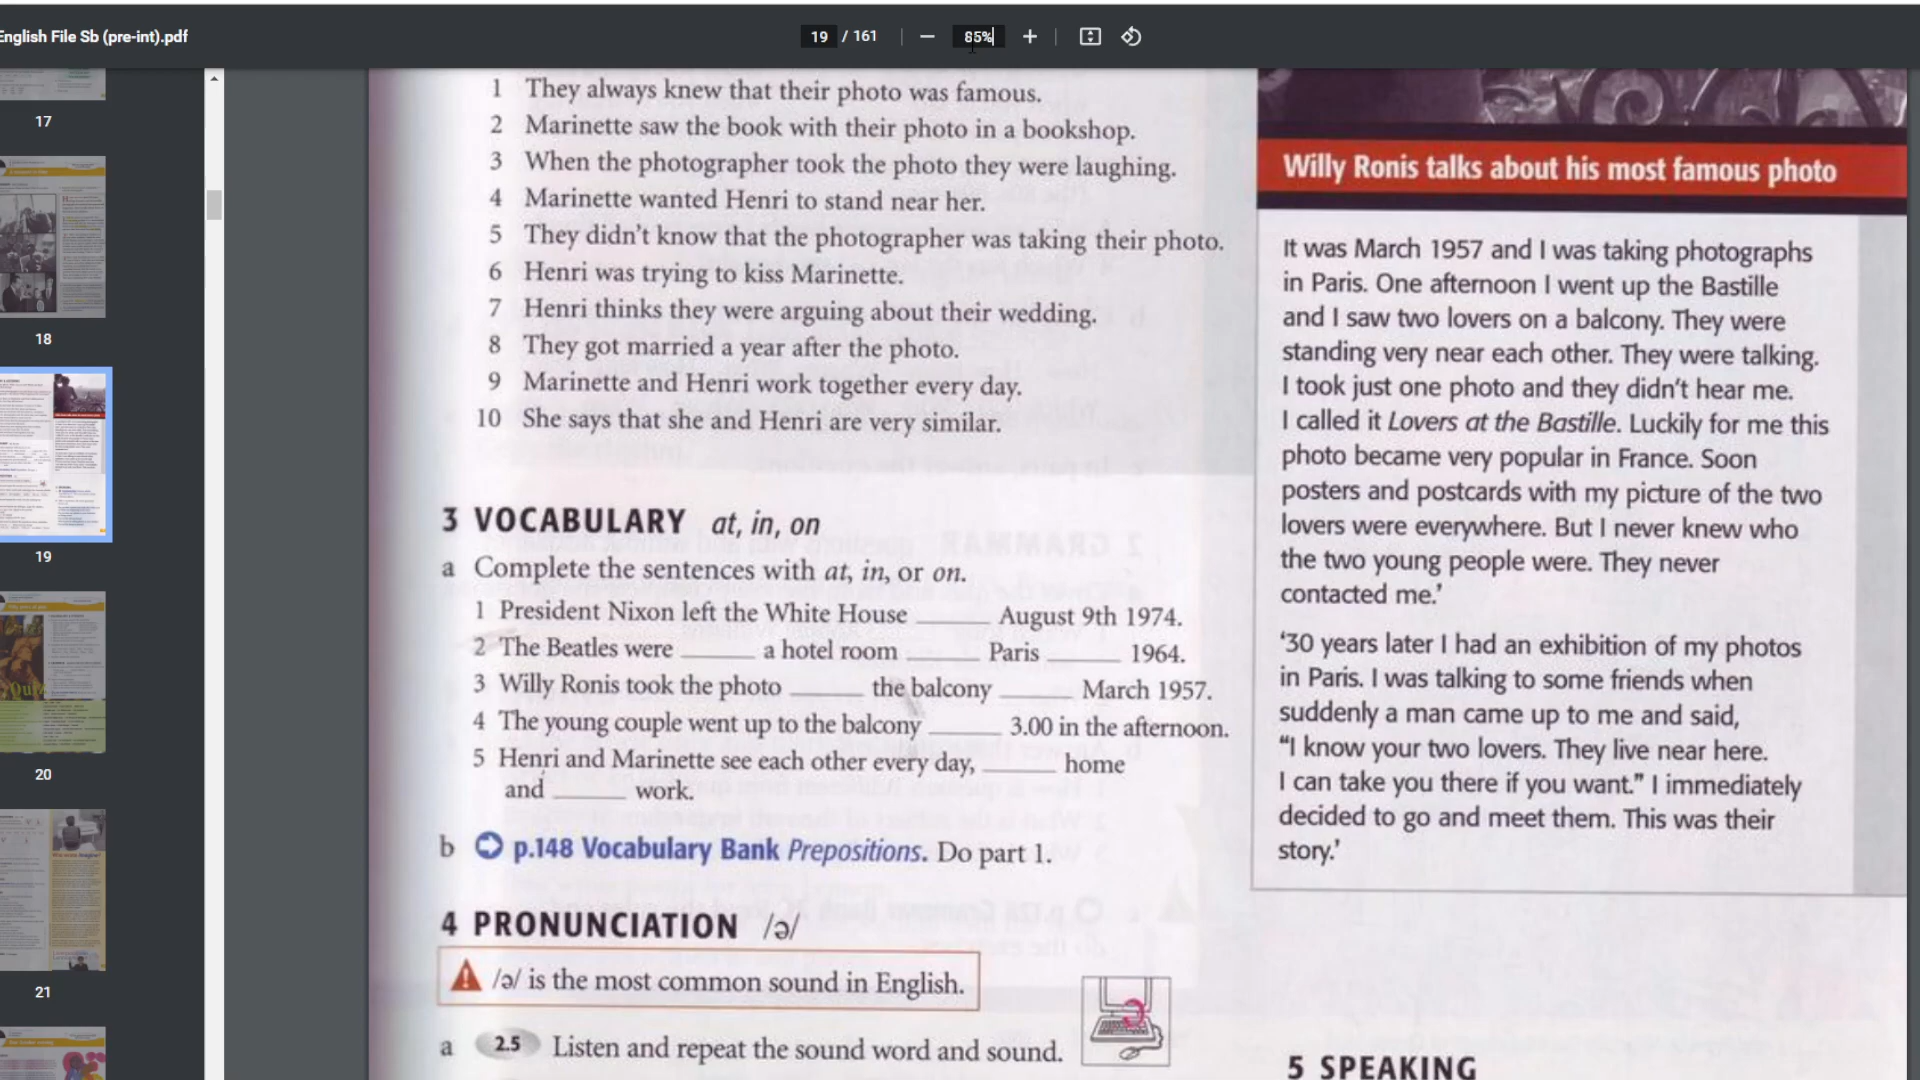 English File Sb (pre-int).pdf
19 / 161
85%
17
18
19
20
21
1 They always knew that their photo was famous.
2 Marinette saw the book with their photo in a bookshop.
3 When the photographer took the photo they were laughing.
4 Marinette wanted Henri to stand near her.
5 They didn't know that the photographer was taking their photo.
6 Henri was trying to kiss Marinette.
7 Henri thinks they were arguing about their wedding.
8 They got married a year after the photo.
9 Marinette and Henri work together every day.
10 She says that she and Henri are very similar.
3 VOCABULARY at, in, on
a Complete the sentences with at, in, or on.
1 President Nixon left the White House ______ August 9th 1974.
2 The Beatles were ______ a hotel room ______ Paris ______ 1964.
3 Willy Ronis took the photo ______ the balcony ______ March 1957.
4 The young couple went up to the balcony ______ 3.00 in the afternoon.
5 Henri and Marinette see each other every day, ______ home
and ______ work.
b p.148 Vocabulary Bank Prepositions. Do part 1.
4 PRONUNCIATION /ə/
/ə/ is the most common sound in English.
a 2.5 Listen and repeat the sound word and sound.
Willy Ronis talks about his most famous photo
It was March 1957 and I was taking photographs
in Paris. One afternoon I went up the Bastille
and I saw two lovers on a balcony. They were
standing very near each other. They were talking.
I took just one photo and they didn't hear me.
I called it Lovers at the Bastille. Luckily for me this
photo became very popular in France. Soon
posters and postcards with my picture of the two
lovers were everywhere. But I never knew who
the two young people were. They never
contacted me.'
'30 years later I had an exhibition of my photos
in Paris. I was talking to some friends when
suddenly a man came up to me and said,
"I know your two lovers. They live near here.
I can take you there if you want." I immediately
decided to go and meet them. This was their
story.'
5 SPEAKING